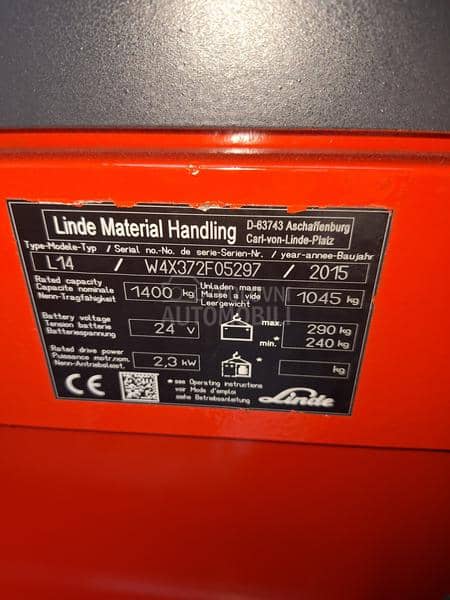 Linde Material Handling
D-63743 Aschaffenburg
Carl-von-Linde-Platz
Type-Modele-Typ / Serial no.-No. de serie-Serien-Nr. / year-annee-Baujahr
L14 / W4X372F05297 / 2015
Rated capacity
Capacite nominale
Nenn-Tragfähigkeit
1400 kg
Unladen mass
Masse a vide
Leergewicht
1045 kg
Battery voltage
Tension batterie
Batteriespannung
24 v
max. 290 kg
min.* 240 kg
Rated drive power
Puissance motr.nom.
Nenn-Antriebsleist.
2,3 kW
kg
CE
* see Operating instructions
voir Mode d'emploi
siehe Betriebsanleitung
Linde
AUTOMOBILI